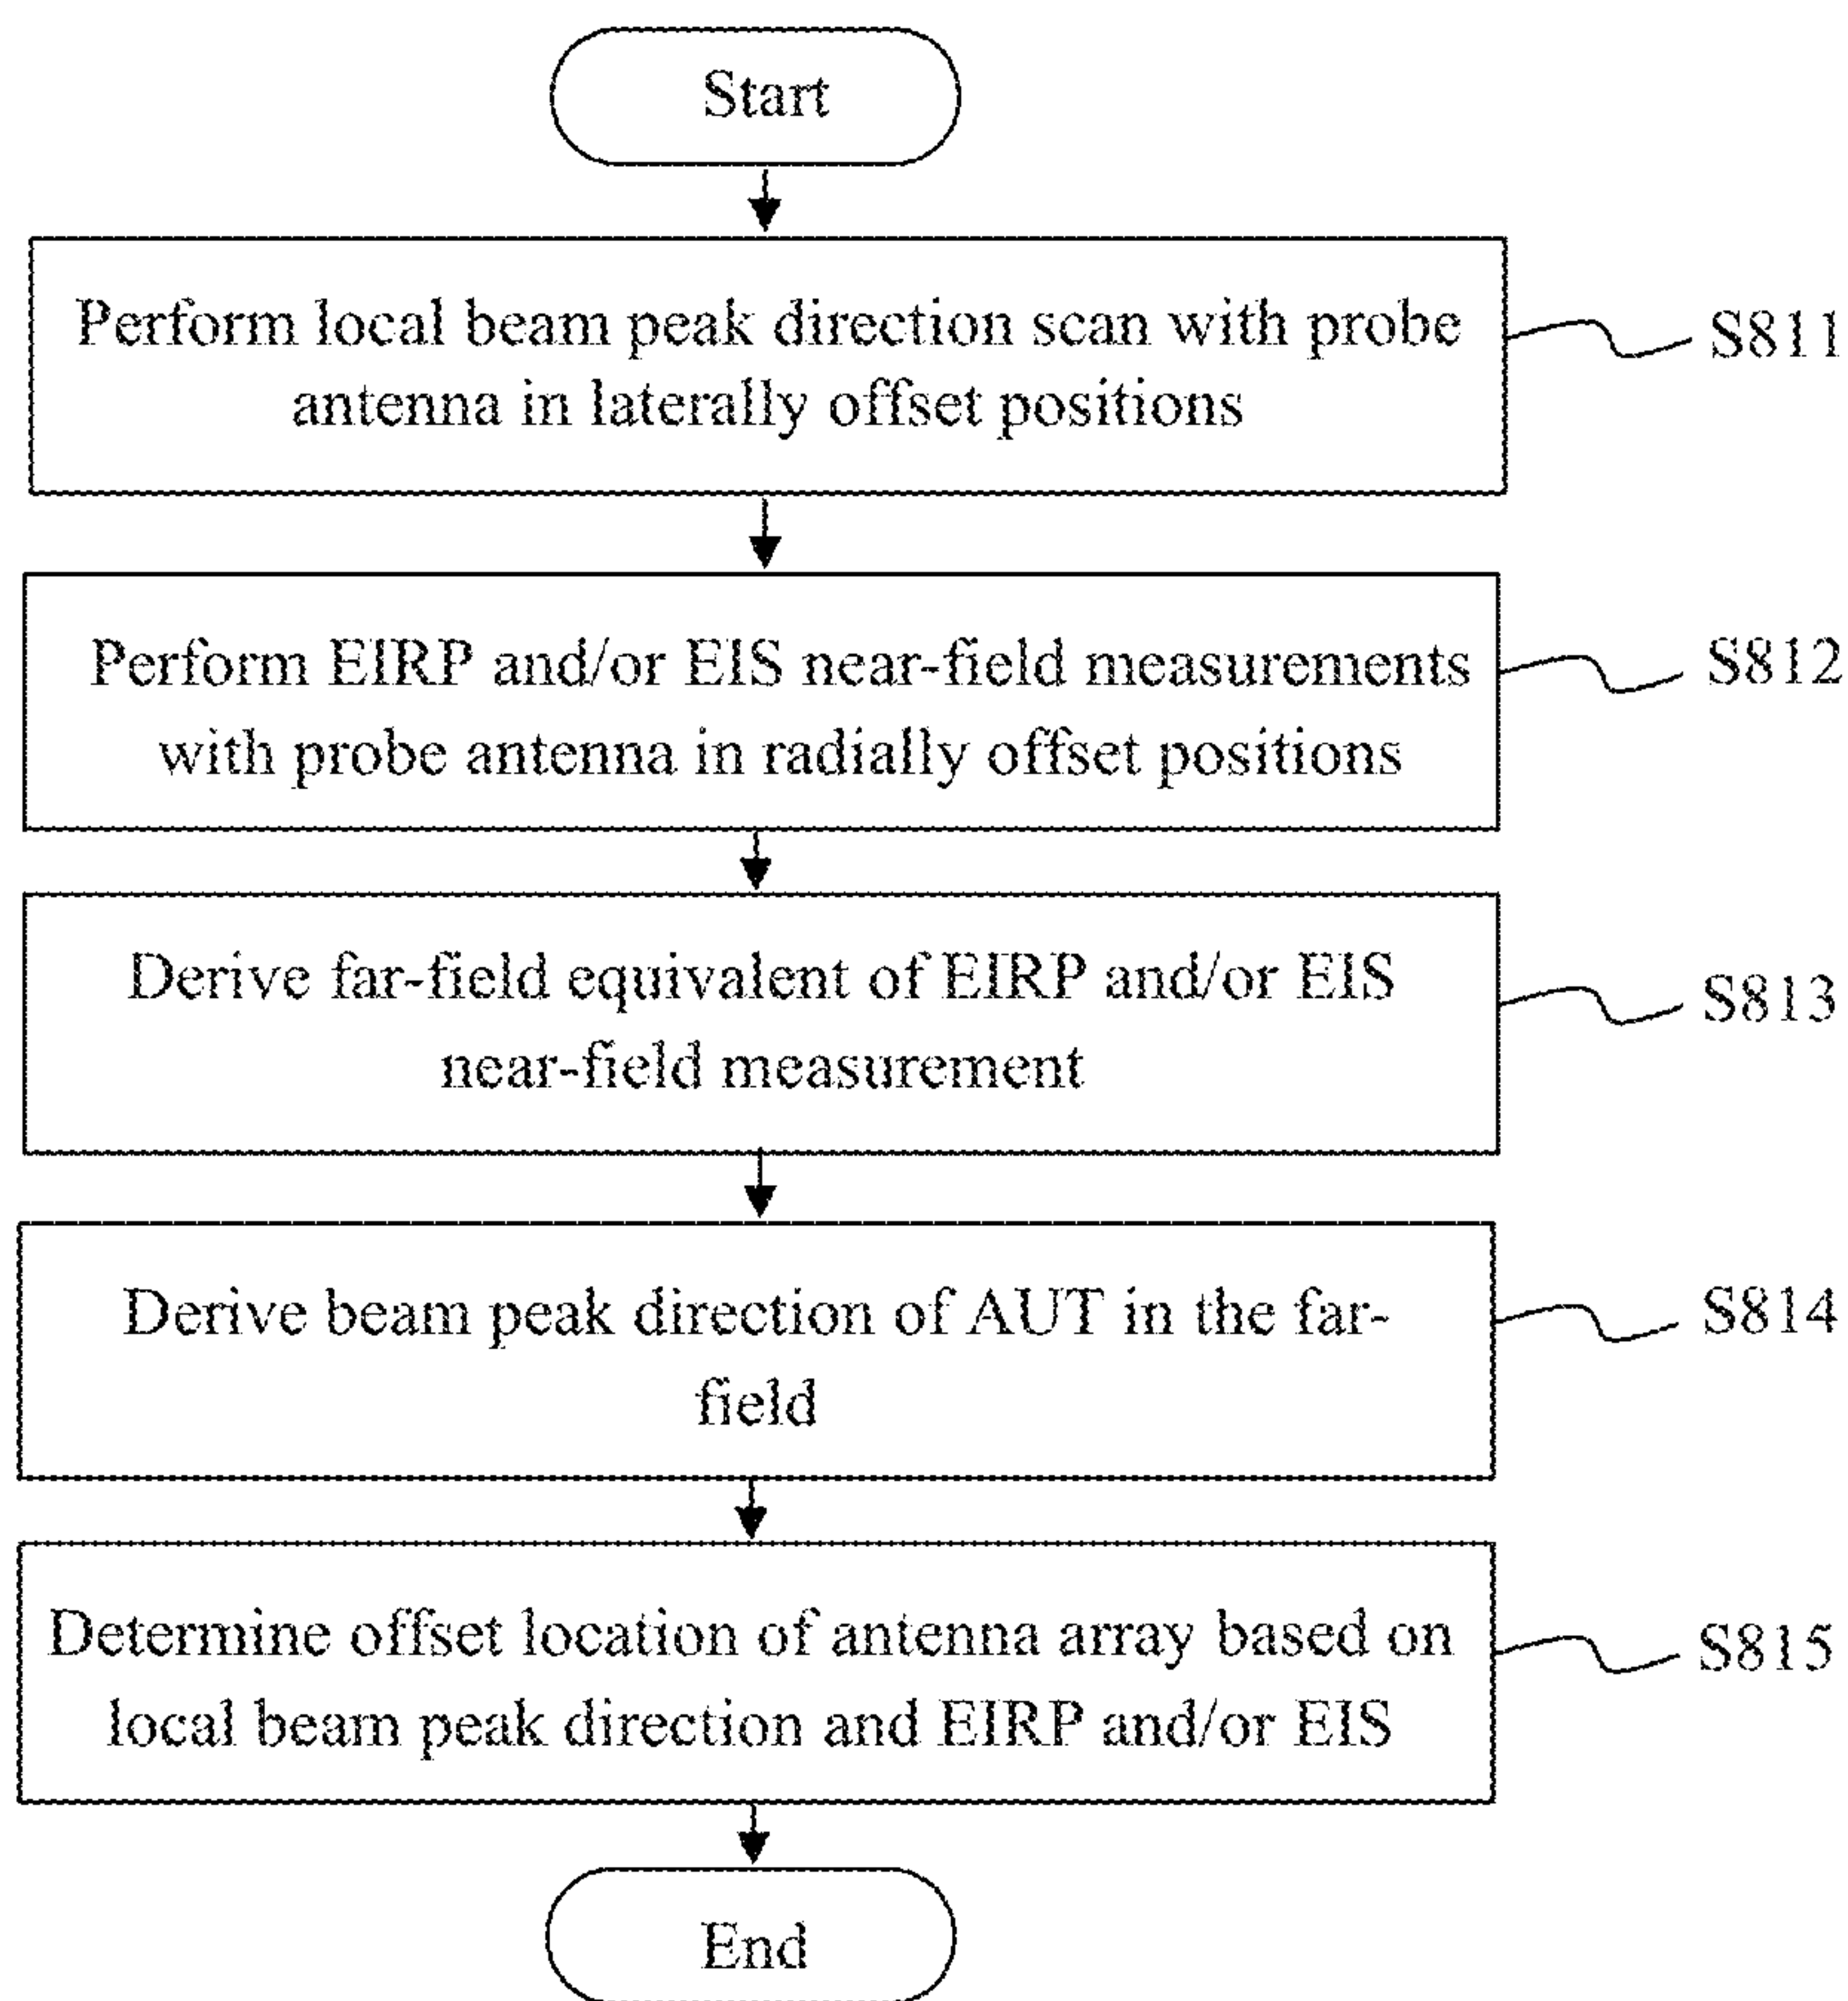 Start
Perform local beam peak direction scan with probe
antenna in laterally offset positions
S811
Perform EIRP and/or EIS near-field measurements
with probe antenna in radially offset positions
S812
Derive far-field equivalent of EIRP and/or EIS
near-field measurement
S813
Derive beam peak direction of AUT in the far-
field
S814
Determine offset location of antenna array based on
local beam peak direction and EIRP and/or EIS
S815
End